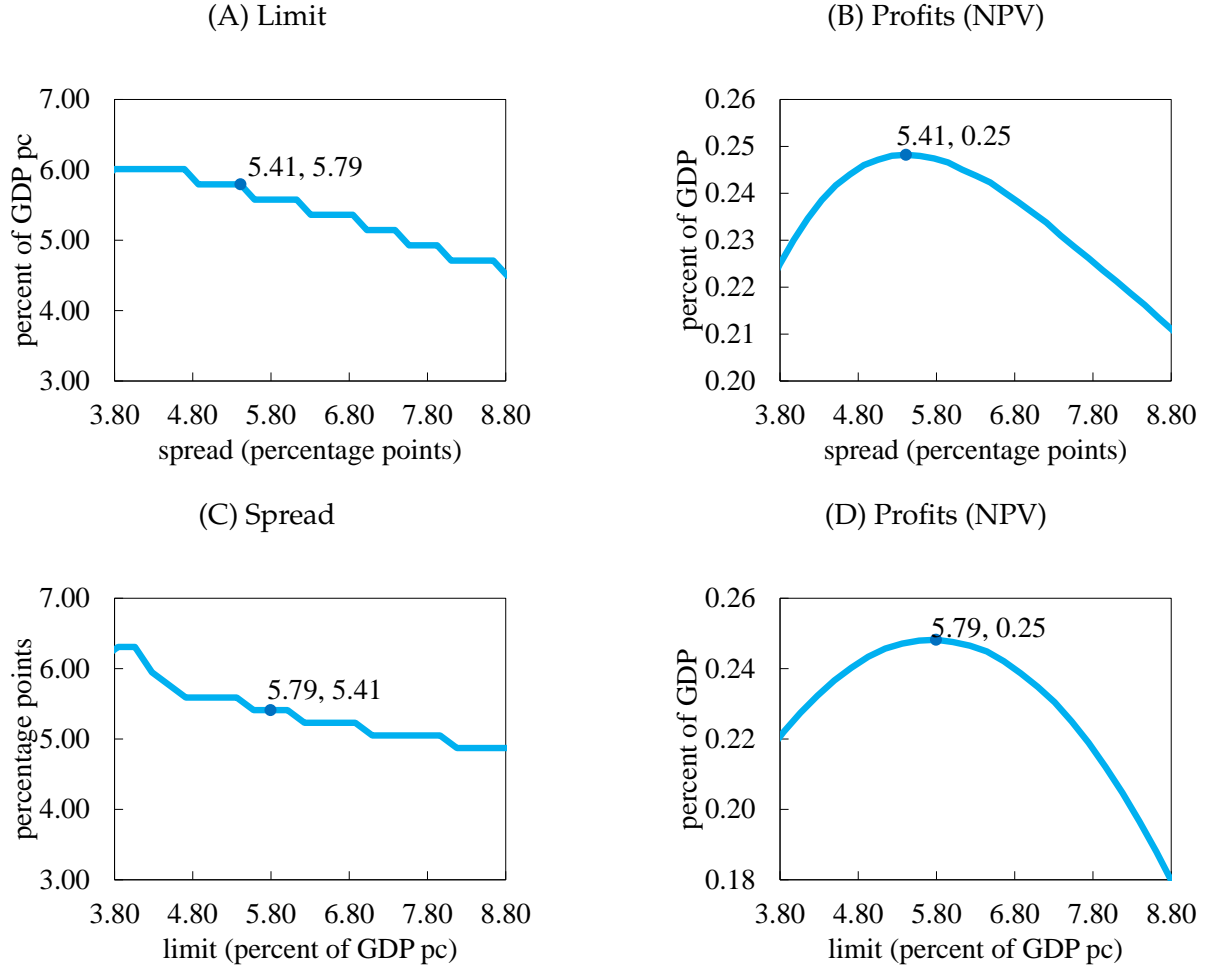 (A) Limit
percent of GDP pc
7.00
6.00
5.00
4.00
3.00
5.41, 5.79
3.80 4.80 5.80 6.80 7.80 8.80
spread (percentage points)
(B) Profits (NPV)
percent of GDP
0.26
0.25
0.24
0.23
0.22
0.21
0.20
5.41, 0.25
3.80 4.80 5.80 6.80 7.80 8.80
spread (percentage points)
(C) Spread
percentage points
7.00
6.00
5.00
4.00
3.00
5.79, 5.41
3.80 4.80 5.80 6.80 7.80 8.80
limit (percent of GDP pc)
(D) Profits (NPV)
percent of GDP
0.26
0.24
0.22
0.20
0.18
5.79, 0.25
3.80 4.80 5.80 6.80 7.80 8.80
limit (percent of GDP pc)